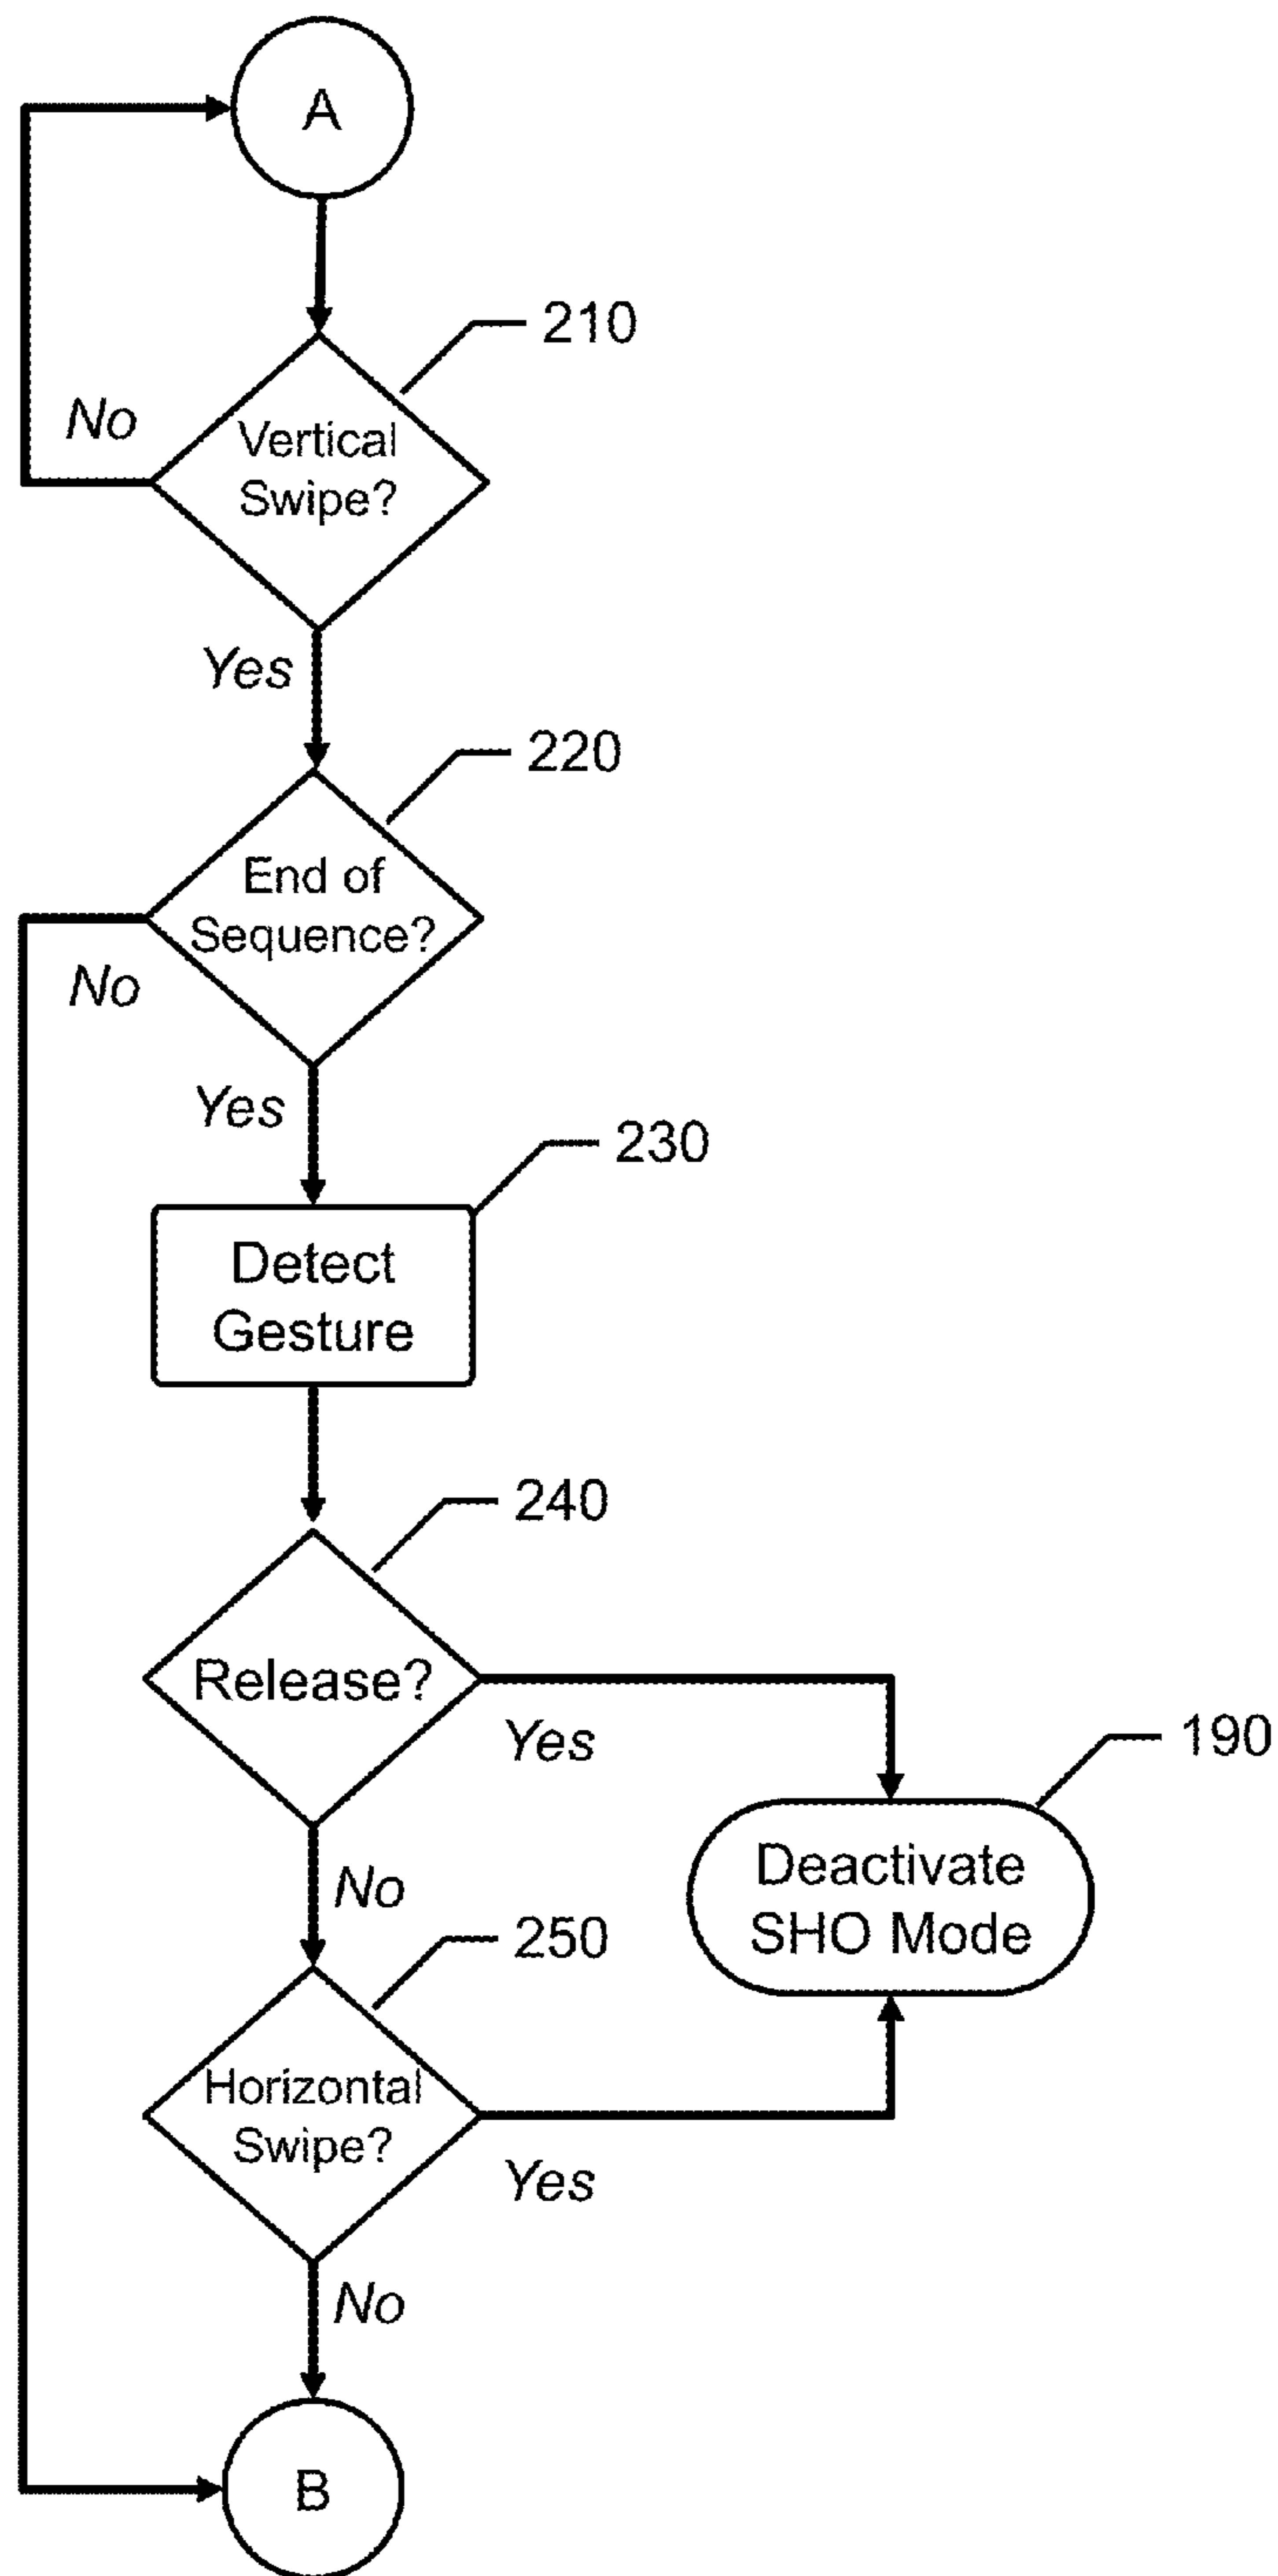 A
210
No
Vertical
Swipe?
Yes
220
End of
Sequence?
No
Yes
230
Detect
Gesture
240
Release?
Yes
190
Deactivate
SHO Mode
No
250
Horizontal
Swipe?
Yes
No
B